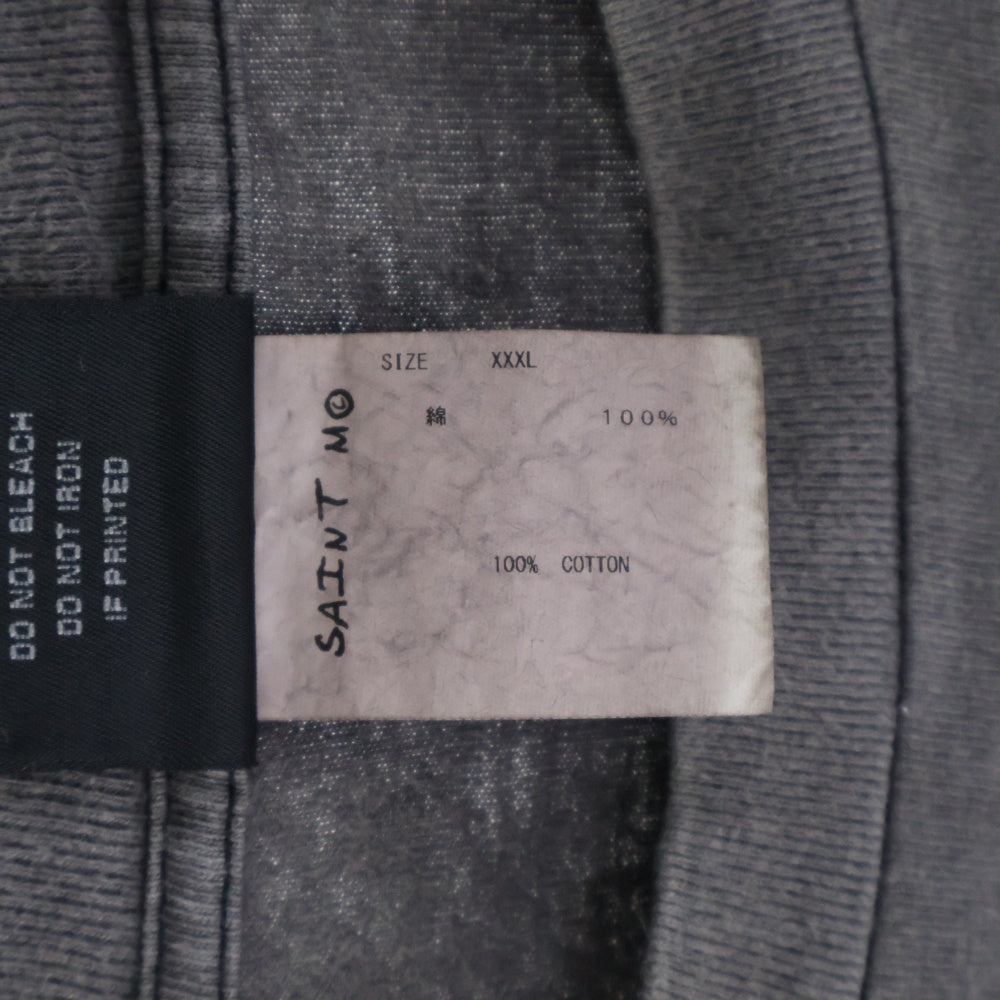 DO NOT BLEACH
DO NOT IRON
IF PRINTED
SIZE XXXL
綿 100%
100% COTTON
SAINT M©